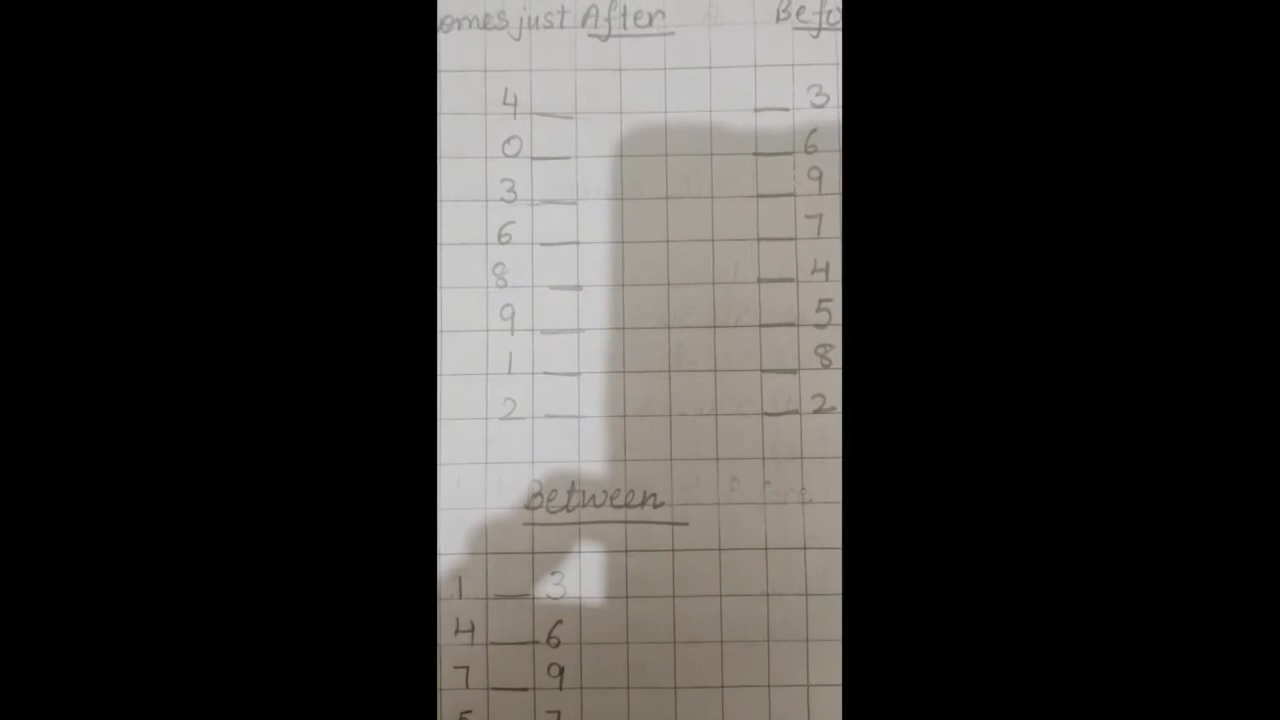 omes just After Befo
4 __ __ 3
0 __ __ 6
3 __ __ 9
6 __ __ 7
8 __ __ 4
9 __ __ 5
1 __ __ 8
2 __ __ 2
Between
1 __ 3
4 __ 6
7 __ 9
5 7